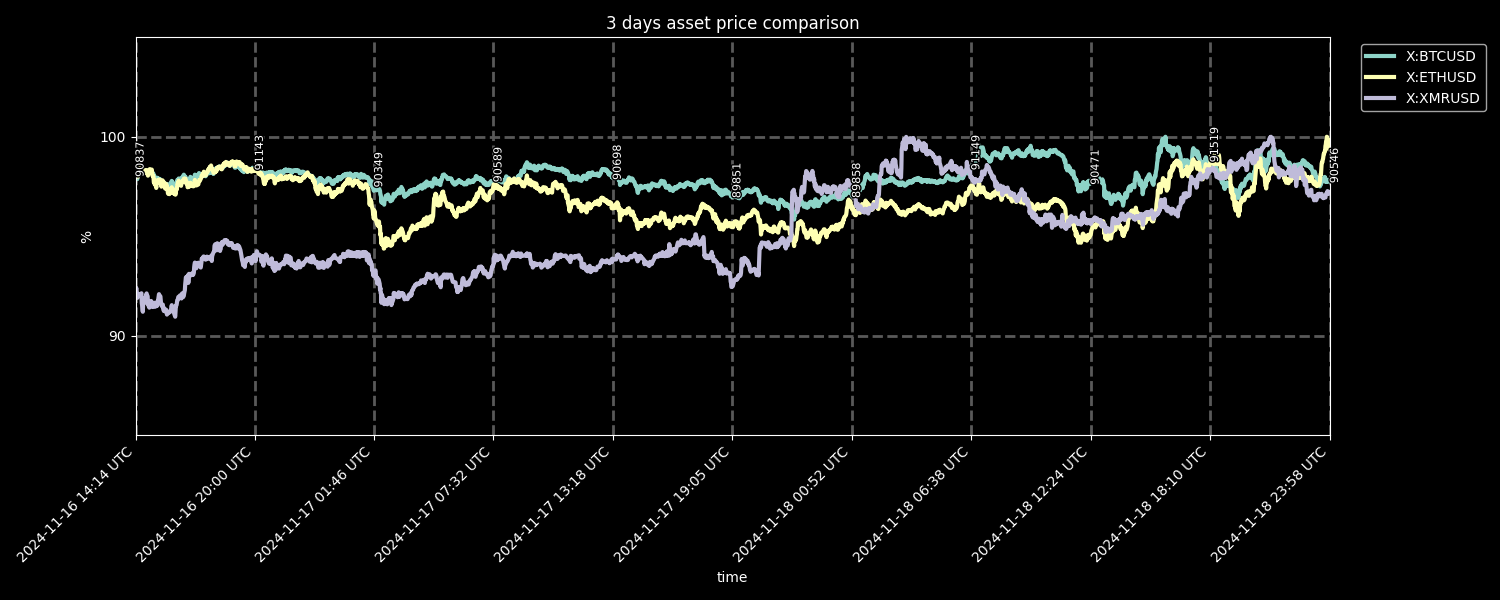 3 days asset price comparison
X:BTCUSD
X:ETHUSD
X:XMRUSD
100
90
%
90837
91143
90349
90589
90698
89851
89858
91149
90471
91519
90546
2024-11-16 14:14 UTC
2024-11-16 20:00 UTC
2024-11-17 01:46 UTC
2024-11-17 07:32 UTC
2024-11-17 13:18 UTC
2024-11-17 19:05 UTC
2024-11-18 00:52 UTC
2024-11-18 06:38 UTC
2024-11-18 12:24 UTC
2024-11-18 18:10 UTC
2024-11-18 23:58 UTC
time